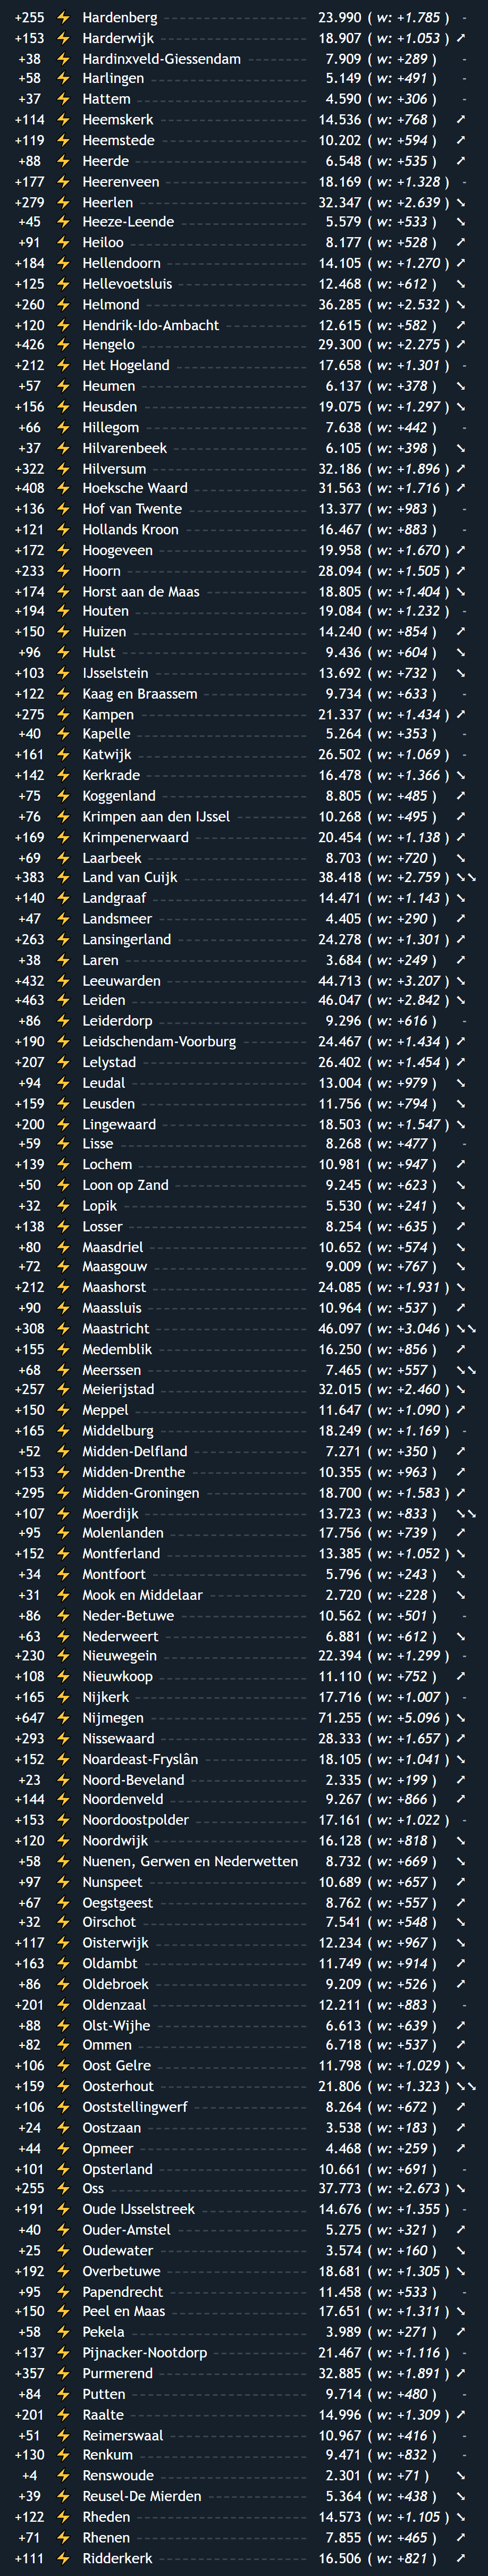 +255 ⚡ Hardenberg 23.990 ( w: +1.785 ) -
+153 ⚡ Harderwijk 18.907 ( w: +1.053 ) ↗
+38 ⚡ Hardinxveld-Giessendam 7.909 ( w: +289 ) -
+58 ⚡ Harlingen 5.149 ( w: +491 ) -
+37 ⚡ Hattem 4.590 ( w: +306 ) -
+114 ⚡ Heemskerk 14.536 ( w: +768 ) ↗
+119 ⚡ Heemstede 10.202 ( w: +594 ) ↗
+88 ⚡ Heerde 6.548 ( w: +535 ) ↗
+177 ⚡ Heerenveen 18.169 ( w: +1.328 ) -
+279 ⚡ Heerlen 32.347 ( w: +2.639 ) ↘
+45 ⚡ Heeze-Leende 5.579 ( w: +533 ) ↘
+91 ⚡ Heiloo 8.177 ( w: +528 ) ↗
+184 ⚡ Hellendoorn 14.105 ( w: +1.270 ) ↗
+125 ⚡ Hellevoetsluis 12.468 ( w: +612 ) ↘
+260 ⚡ Helmond 36.285 ( w: +2.532 ) ↘
+120 ⚡ Hendrik-Ido-Ambacht 12.615 ( w: +582 ) ↗
+426 ⚡ Hengelo 29.300 ( w: +2.275 ) ↗
+212 ⚡ Het Hogeland 17.658 ( w: +1.301 ) -
+57 ⚡ Heumen 6.137 ( w: +378 ) ↘
+156 ⚡ Heusden 19.075 ( w: +1.297 ) ↘
+66 ⚡ Hillegom 7.638 ( w: +442 ) -
+37 ⚡ Hilvarenbeek 6.105 ( w: +398 ) ↘
+322 ⚡ Hilversum 32.186 ( w: +1.896 ) ↗
+408 ⚡ Hoeksche Waard 31.563 ( w: +1.716 ) ↗
+136 ⚡ Hof van Twente 13.377 ( w: +983 ) -
+121 ⚡ Hollands Kroon 16.467 ( w: +883 ) -
+172 ⚡ Hoogeveen 19.958 ( w: +1.670 ) ↗
+233 ⚡ Hoorn 28.094 ( w: +1.505 ) ↗
+174 ⚡ Horst aan de Maas 18.805 ( w: +1.404 ) ↘
+194 ⚡ Houten 19.084 ( w: +1.232 ) -
+150 ⚡ Huizen 14.240 ( w: +854 ) ↗
+96 ⚡ Hulst 9.436 ( w: +604 ) ↘
+103 ⚡ IJsselstein 13.692 ( w: +732 ) ↘
+122 ⚡ Kaag en Braassem 9.734 ( w: +633 ) -
+275 ⚡ Kampen 21.337 ( w: +1.434 ) ↗
+40 ⚡ Kapelle 5.264 ( w: +353 ) -
+161 ⚡ Katwijk 26.502 ( w: +1.069 ) -
+142 ⚡ Kerkrade 16.478 ( w: +1.366 ) ↘
+75 ⚡ Koggenland 8.805 ( w: +485 ) ↗
+76 ⚡ Krimpen aan den IJssel 10.268 ( w: +495 ) ↗
+169 ⚡ Krimpenerwaard 20.454 ( w: +1.138 ) ↗
+69 ⚡ Laarbeek 8.703 ( w: +720 ) ↘
+383 ⚡ Land van Cuijk 38.418 ( w: +2.759 ) ↘↘
+140 ⚡ Landgraaf 14.471 ( w: +1.143 ) ↘
+47 ⚡ Landsmeer 4.405 ( w: +290 ) ↗
+263 ⚡ Lansingerland 24.278 ( w: +1.301 ) ↗
+38 ⚡ Laren 3.684 ( w: +249 ) ↗
+432 ⚡ Leeuwarden 44.713 ( w: +3.207 ) ↘
+463 ⚡ Leiden 46.047 ( w: +2.842 ) ↘
+86 ⚡ Leiderdorp 9.296 ( w: +616 ) -
+190 ⚡ Leidschendam-Voorburg 24.467 ( w: +1.434 ) ↗
+207 ⚡ Lelystad 26.402 ( w: +1.454 ) ↗
+94 ⚡ Leudal 13.004 ( w: +979 ) ↘
+159 ⚡ Leusden 11.756 ( w: +794 ) ↘
+200 ⚡ Lingewaard 18.503 ( w: +1.547 ) ↘
+59 ⚡ Lisse 8.268 ( w: +477 ) -
+139 ⚡ Lochem 10.981 ( w: +947 ) ↗
+50 ⚡ Loon op Zand 9.245 ( w: +623 ) ↘
+32 ⚡ Lopik 5.530 ( w: +241 ) ↘
+138 ⚡ Losser 8.254 ( w: +635 ) ↗
+80 ⚡ Maasdriel 10.652 ( w: +574 ) ↘
+72 ⚡ Maasgouw 9.009 ( w: +767 ) ↘
+212 ⚡ Maashorst 24.085 ( w: +1.931 ) ↘
+90 ⚡ Maassluis 10.964 ( w: +537 ) ↗
+308 ⚡ Maastricht 46.097 ( w: +3.046 ) ↘↘
+155 ⚡ Medemblik 16.250 ( w: +856 ) ↗
+68 ⚡ Meerssen 7.465 ( w: +557 ) ↘↘
+257 ⚡ Meierijstad 32.015 ( w: +2.460 ) ↘
+150 ⚡ Meppel 11.647 ( w: +1.090 ) ↗
+165 ⚡ Middelburg 18.249 ( w: +1.169 ) -
+52 ⚡ Midden-Delfland 7.271 ( w: +350 ) ↗
+153 ⚡ Midden-Drenthe 10.355 ( w: +963 ) ↗
+295 ⚡ Midden-Groningen 18.700 ( w: +1.583 ) ↗
+107 ⚡ Moerdijk 13.723 ( w: +833 ) ↘↘
+95 ⚡ Molenlanden 17.756 ( w: +739 ) ↗
+152 ⚡ Montferland 13.385 ( w: +1.052 ) ↘
+34 ⚡ Montfoort 5.796 ( w: +243 ) ↘
+31 ⚡ Mook en Middelaar 2.720 ( w: +228 ) ↘
+86 ⚡ Neder-Betuwe 10.562 ( w: +501 ) -
+63 ⚡ Nederweert 6.881 ( w: +612 ) ↘
+230 ⚡ Nieuwegein 22.394 ( w: +1.299 ) -
+108 ⚡ Nieuwkoop 11.110 ( w: +752 ) ↗
+165 ⚡ Nijkerk 17.716 ( w: +1.007 ) -
+647 ⚡ Nijmegen 71.255 ( w: +5.096 ) ↘
+293 ⚡ Nissewaard 28.333 ( w: +1.657 ) ↗
+152 ⚡ Noardeast-Fryslân 18.105 ( w: +1.041 ) ↘
+23 ⚡ Noord-Beveland 2.335 ( w: +199 ) ↗
+144 ⚡ Noordenveld 9.267 ( w: +866 ) ↗
+153 ⚡ Noordoostpolder 17.161 ( w: +1.022 ) -
+120 ⚡ Noordwijk 16.128 ( w: +818 ) ↘
+58 ⚡ Nuenen, Gerwen en Nederwetten 8.732 ( w: +669 ) ↘
+97 ⚡ Nunspeet 10.689 ( w: +657 ) ↗
+67 ⚡ Oegstgeest 8.762 ( w: +557 ) ↗
+32 ⚡ Oirschot 7.541 ( w: +548 ) ↘
+117 ⚡ Oisterwijk 12.234 ( w: +967 ) ↘
+163 ⚡ Oldambt 11.749 ( w: +914 ) ↗
+86 ⚡ Oldebroek 9.209 ( w: +526 ) ↗
+201 ⚡ Oldenzaal 12.211 ( w: +883 ) -
+88 ⚡ Olst-Wijhe 6.613 ( w: +639 ) ↗
+82 ⚡ Ommen 6.718 ( w: +537 ) ↗
+106 ⚡ Oost Gelre 11.798 ( w: +1.029 ) ↘
+159 ⚡ Oosterhout 21.806 ( w: +1.323 ) ↘↘
+106 ⚡ Ooststellingwerf 8.264 ( w: +672 ) ↗
+24 ⚡ Oostzaan 3.538 ( w: +183 ) ↗
+44 ⚡ Opmeer 4.468 ( w: +259 ) ↗
+101 ⚡ Opsterland 10.661 ( w: +691 ) -
+255 ⚡ Oss 37.773 ( w: +2.673 ) ↘
+191 ⚡ Oude IJsselstreek 14.676 ( w: +1.355 ) -
+40 ⚡ Ouder-Amstel 5.275 ( w: +321 ) ↗
+25 ⚡ Oudewater 3.574 ( w: +160 ) ↘
+192 ⚡ Overbetuwe 18.681 ( w: +1.305 ) ↘
+95 ⚡ Papendrecht 11.458 ( w: +533 ) -
+150 ⚡ Peel en Maas 17.651 ( w: +1.311 ) ↘
+58 ⚡ Pekela 3.989 ( w: +271 ) ↗
+137 ⚡ Pijnacker-Nootdorp 21.467 ( w: +1.116 ) -
+357 ⚡ Purmerend 32.885 ( w: +1.891 ) ↗
+84 ⚡ Putten 9.714 ( w: +480 ) -
+201 ⚡ Raalte 14.996 ( w: +1.309 ) ↗
+51 ⚡ Reimerswaal 10.967 ( w: +416 ) -
+130 ⚡ Renkum 9.471 ( w: +832 ) -
+4 ⚡ Renswoude 2.301 ( w: +71 ) ↘
+39 ⚡ Reusel-De Mierden 5.364 ( w: +438 ) ↘
+122 ⚡ Rheden 14.573 ( w: +1.105 ) ↘
+71 ⚡ Rhenen 7.855 ( w: +465 ) ↗
+111 ⚡ Ridderkerk 16.506 ( w: +821 ) ↗